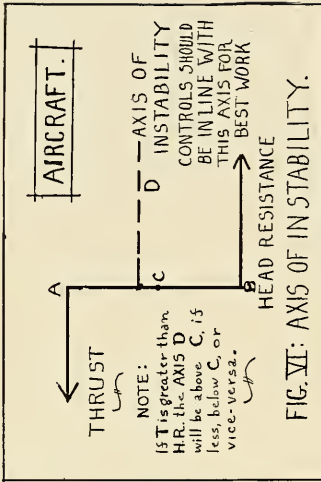 AIRCRAFT.
A
THRUST
AXIS OF
INSTABILITY
D
CONTROLS SHOULD
BE IN LINE WITH
THIS AXIS FOR
BEST WORK
C
NOTE:
If T is greater than
H.R. the AXIS D
will be above C, if
less, below C, or
vice-versa.
B
HEAD RESISTANCE
FIG. VI: AXIS OF INSTABILITY.